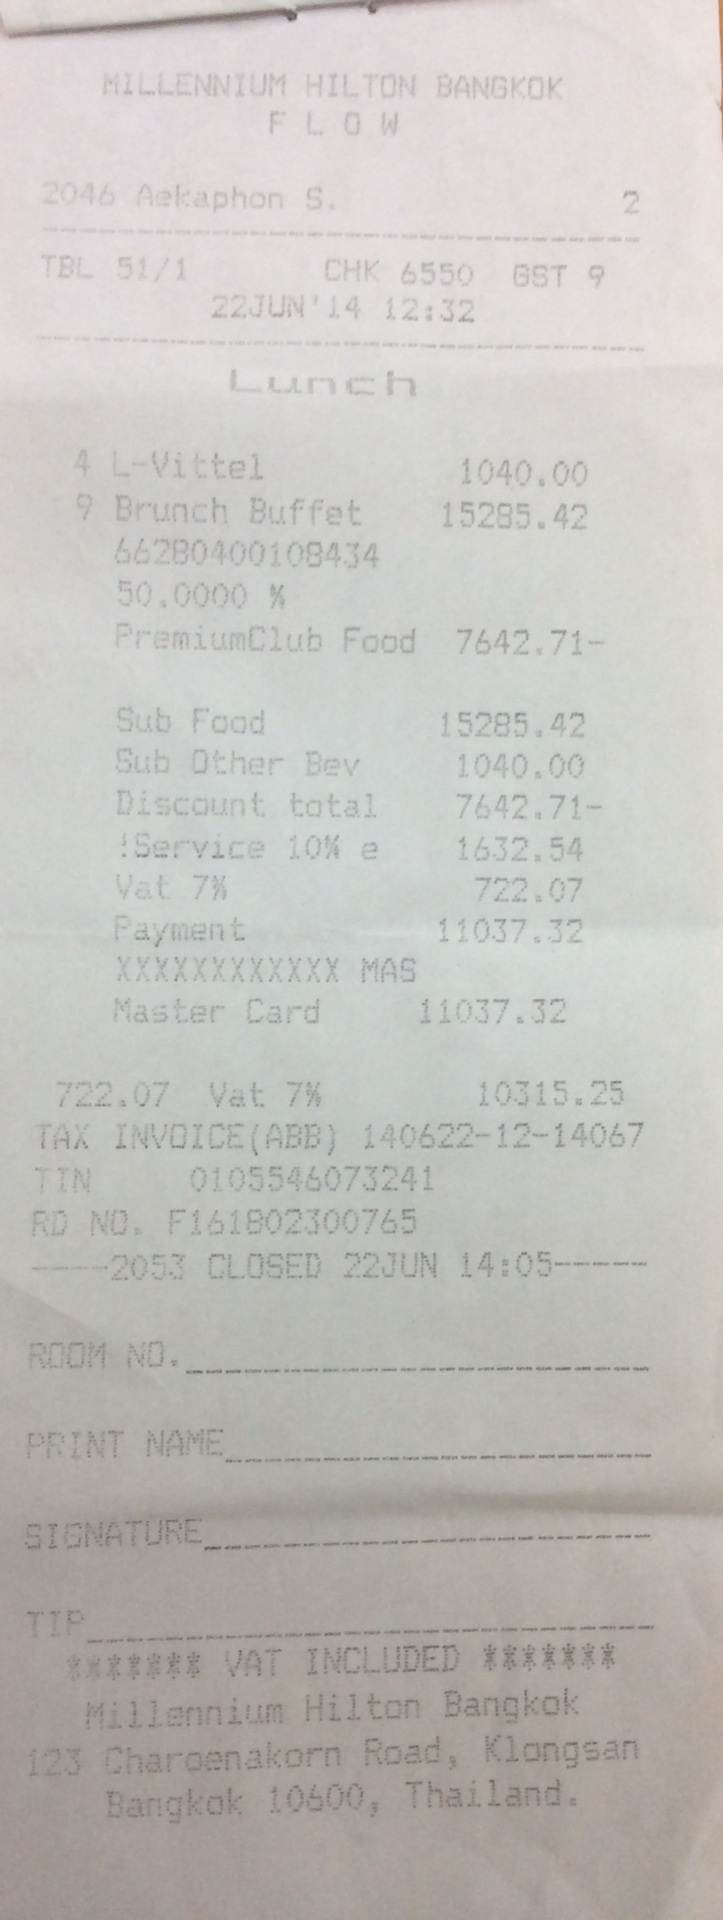 MILLENNIUM HILTON BANGKOK
F L O W
2046 Aekaphon S. 2
TBL 51/1 CHK 6550 GST 9
22JUN'14 12:32
Lunch
4 L-Vittel 1040.00
9 Brunch Buffet 15285.42
66280400108434
50.0000 %
PremiumClub Food 7642.71-
Sub Food 15285.42
Sub Other Bev 1040.00
Discount total 7642.71-
!Service 10% e 1632.54
Vat 7% 722.07
Payment 11037.32
XXXXXXXXXXXX MAS
Master Card 11037.32
722.07 Vat 7% 10315.25
TAX INVOICE(ABB) 140622-12-14067
TIN 0105546073241
RD NO. F161802300765
----2053 CLOSED 22JUN 14:05-----
ROOM NO.
PRINT NAME
SIGNATURE
TIP
******* VAT INCLUDED *******
Millennium Hilton Bangkok
123 Charoenakorn Road, Klongsan
Bangkok 10600, Thailand.